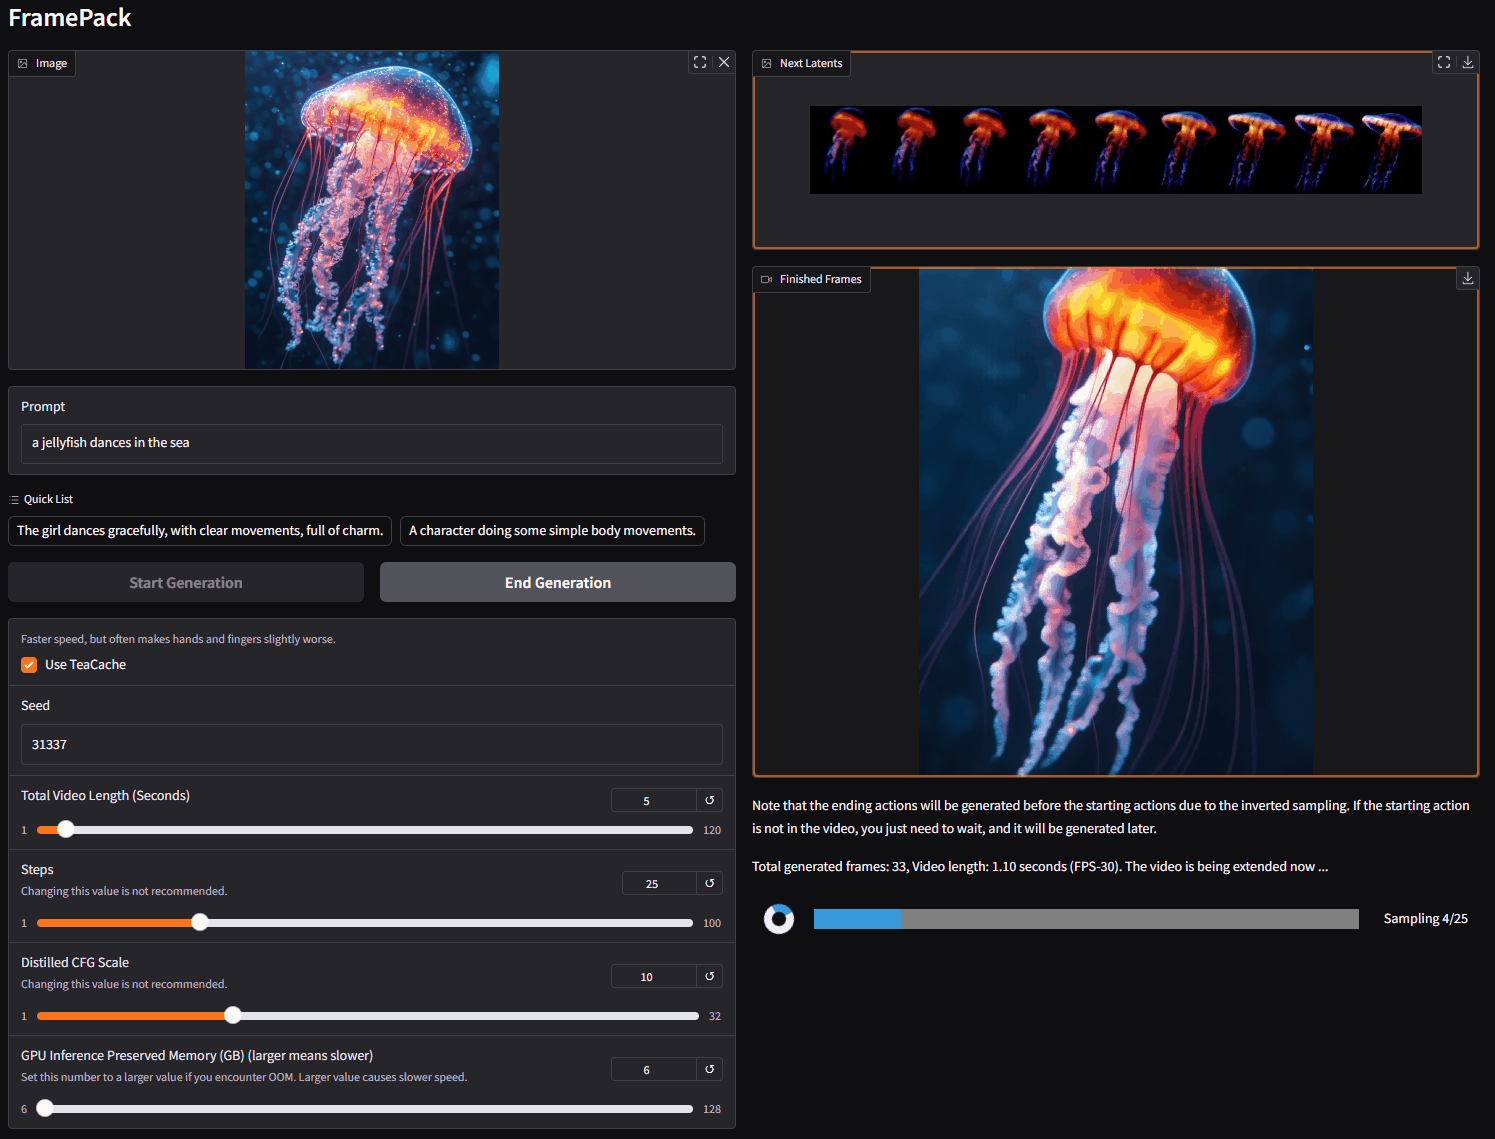 FramePack
Image
Prompt
a jellyfish dances in the sea
Quick List
The girl dances gracefully, with clear movements, full of charm.
A character doing some simple body movements.
Start Generation
End Generation
Faster speed, but often makes hands and fingers slightly worse.
Use TeaCache
Seed
31337
Total Video Length (Seconds)
5
1
120
Steps
Changing this value is not recommended.
25
1
100
Distilled CFG Scale
Changing this value is not recommended.
10
1
32
GPU Inference Preserved Memory (GB) (larger means slower)
Set this number to a larger value if you encounter OOM. Larger value causes slower speed.
6
6
128
Next Latents
Finished Frames
Note that the ending actions will be generated before the starting actions due to the inverted sampling. If the starting action
is not in the video, you just need to wait, and it will be generated later.
Total generated frames: 33, Video length: 1.10 seconds (FPS-30). The video is being extended now ...
Sampling 4/25